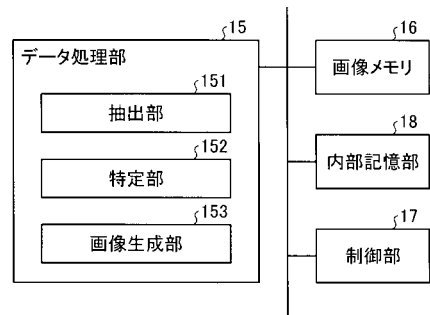 15
データ処理部
151
抽出部
152
特定部
153
画像生成部
16
画像メモリ
18
内部記憶部
17
制御部